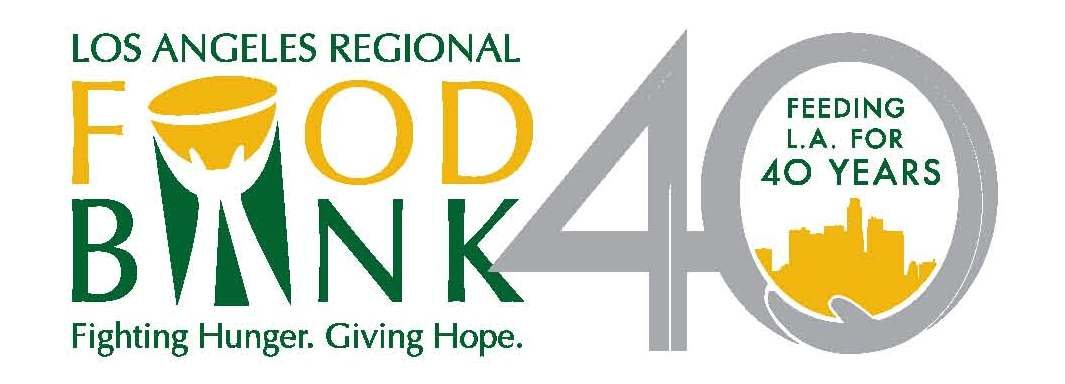 LOS ANGELES REGIONAL
FOOD
BANK
Fighting Hunger. Giving Hope.
40
FEEDING
L.A. FOR
40 YEARS